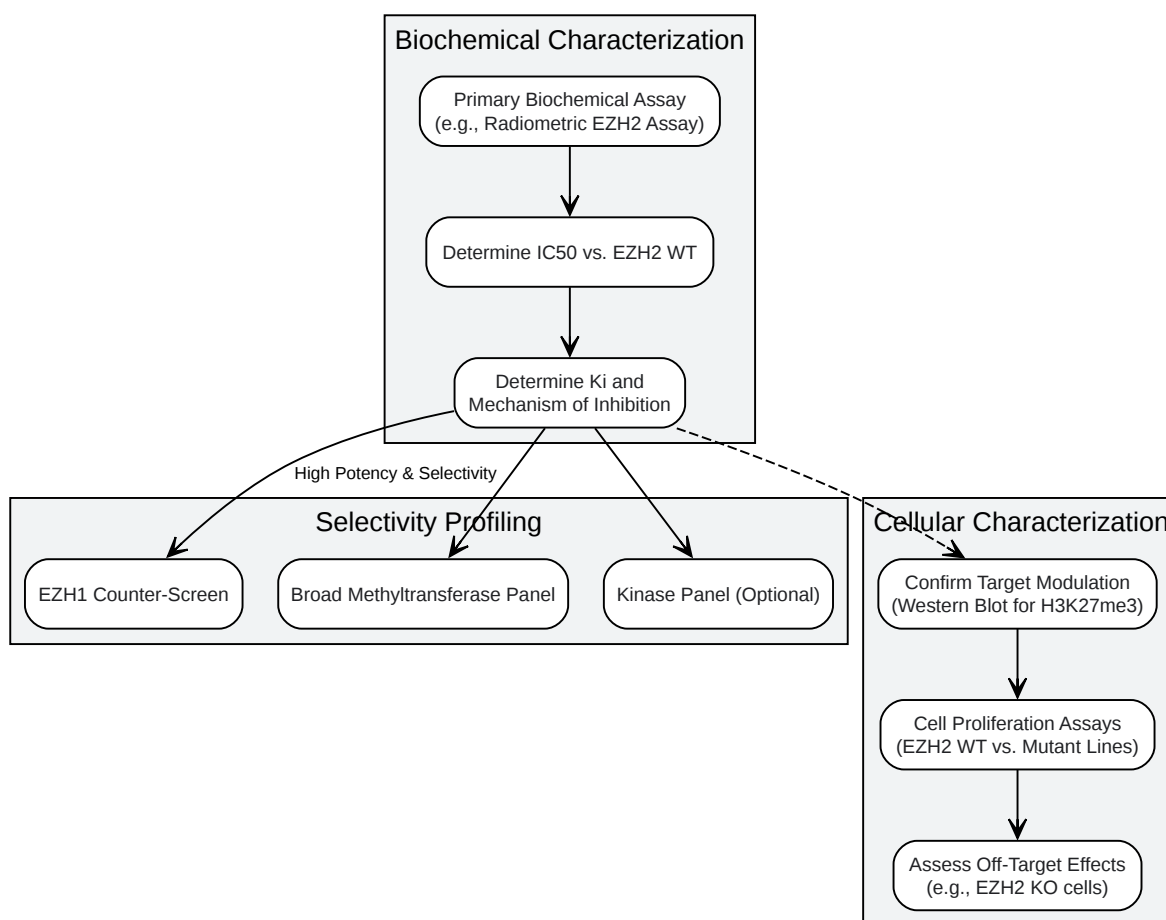 Biochemical Characterization
Primary Biochemical Assay
(e.g., Radiometric EZH2 Assay)
Determine IC50 vs. EZH2 WT
Determine Ki and
Mechanism of Inhibition
High Potency & Selectivity
Selectivity Profiling
EZH1 Counter-Screen
Broad Methyltransferase Panel
Kinase Panel (Optional)
Cellular Characterization
Confirm Target Modulation
(Western Blot for H3K27me3)
Cell Proliferation Assays
(EZH2 WT vs. Mutant Lines)
Assess Off-Target Effects
(e.g., EZH2 KO cells)